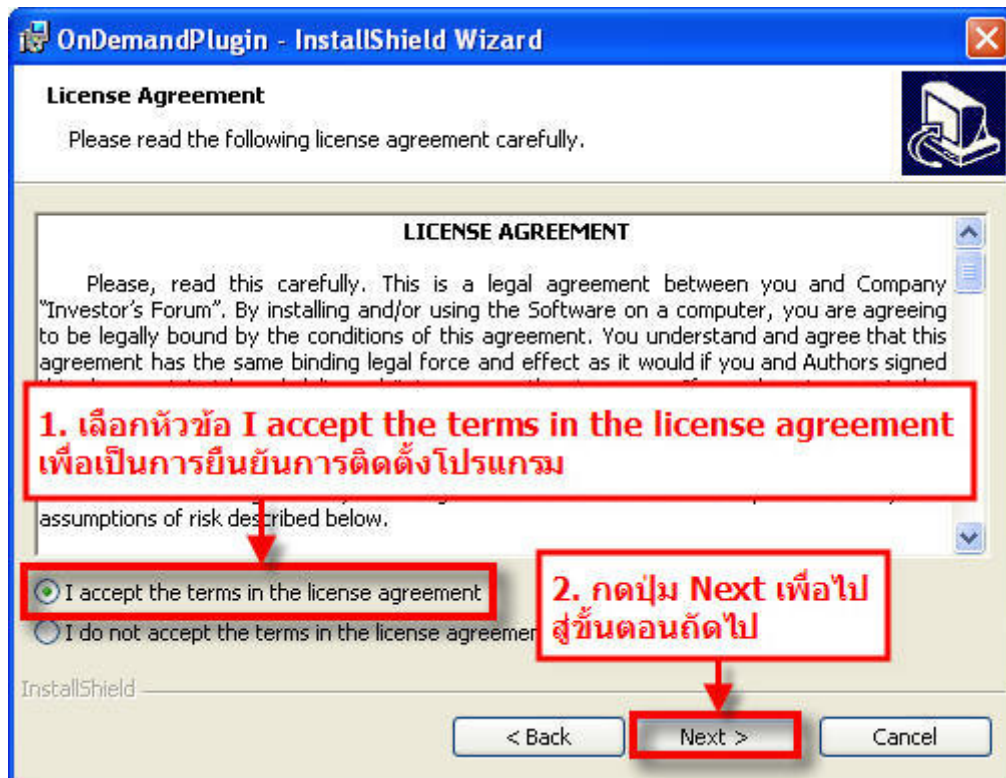 OnDemandPlugin - InstallShield Wizard
License Agreement
Please read the following license agreement carefully.
LICENSE AGREEMENT
Please, read this carefully. This is a legal agreement between you and Company
"Investor's Forum". By installing and/or using the Software on a computer, you are agreeing
to be legally bound by the conditions of this agreement. You understand and agree that this
agreement has the same binding legal force and effect as it would if you and Authors signed
1. เลือกหัวข้อ I accept the terms in the license agreement
เพื่อเป็นการยืนยันการติดตั้งโปรแกรม
assumptions of risk described below.
I accept the terms in the license agreement
I do not accept the terms in the license
2. กดปุ่ม Next เพื่อไป
สู่ขั้นตอนถัดไป
InstallShield
< Back
Next >
Cancel